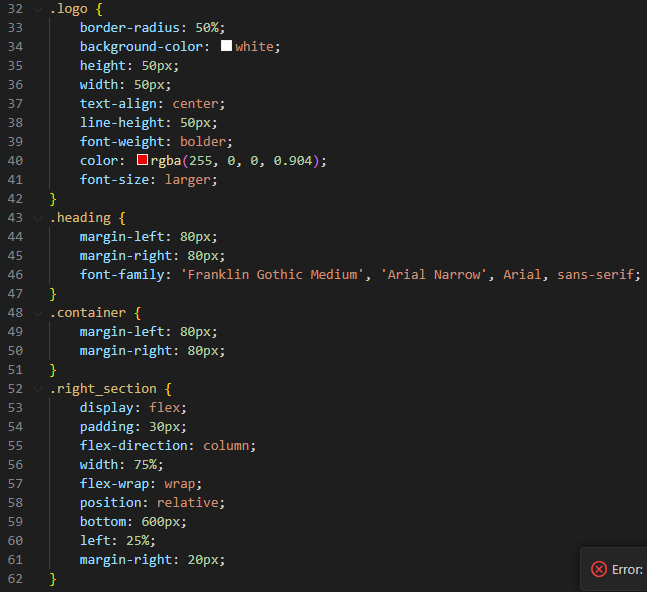 32 .logo {
33 border-radius: 50%;
34 background-color: white;
35 height: 50px;
36 width: 50px;
37 text-align: center;
38 line-height: 50px;
39 font-weight: bolder;
40 color: rgba(255, 0, 0, 0.904);
41 font-size: larger;
42 }
43 .heading {
44 margin-left: 80px;
45 margin-right: 80px;
46 font-family: 'Franklin Gothic Medium', 'Arial Narrow', Arial, sans-serif;
47 }
48 .container {
49 margin-left: 80px;
50 margin-right: 80px;
51 }
52 .right_section {
53 display: flex;
54 padding: 30px;
55 flex-direction: column;
56 width: 75%;
57 flex-wrap: wrap;
58 position: relative;
59 bottom: 600px;
60 left: 25%;
61 margin-right: 20px;
62 }
Error: